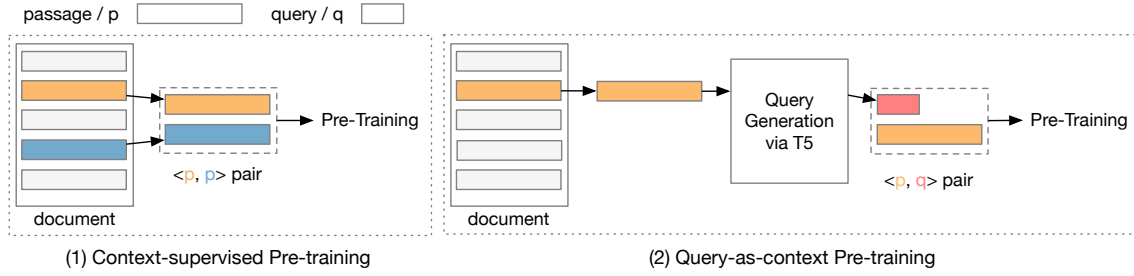 passage / p
query / q
Pre-Training
<p, p> pair
document
(1) Context-supervised Pre-training
Query
Generation
via T5
Pre-Training
<p, q> pair
document
(2) Query-as-context Pre-training